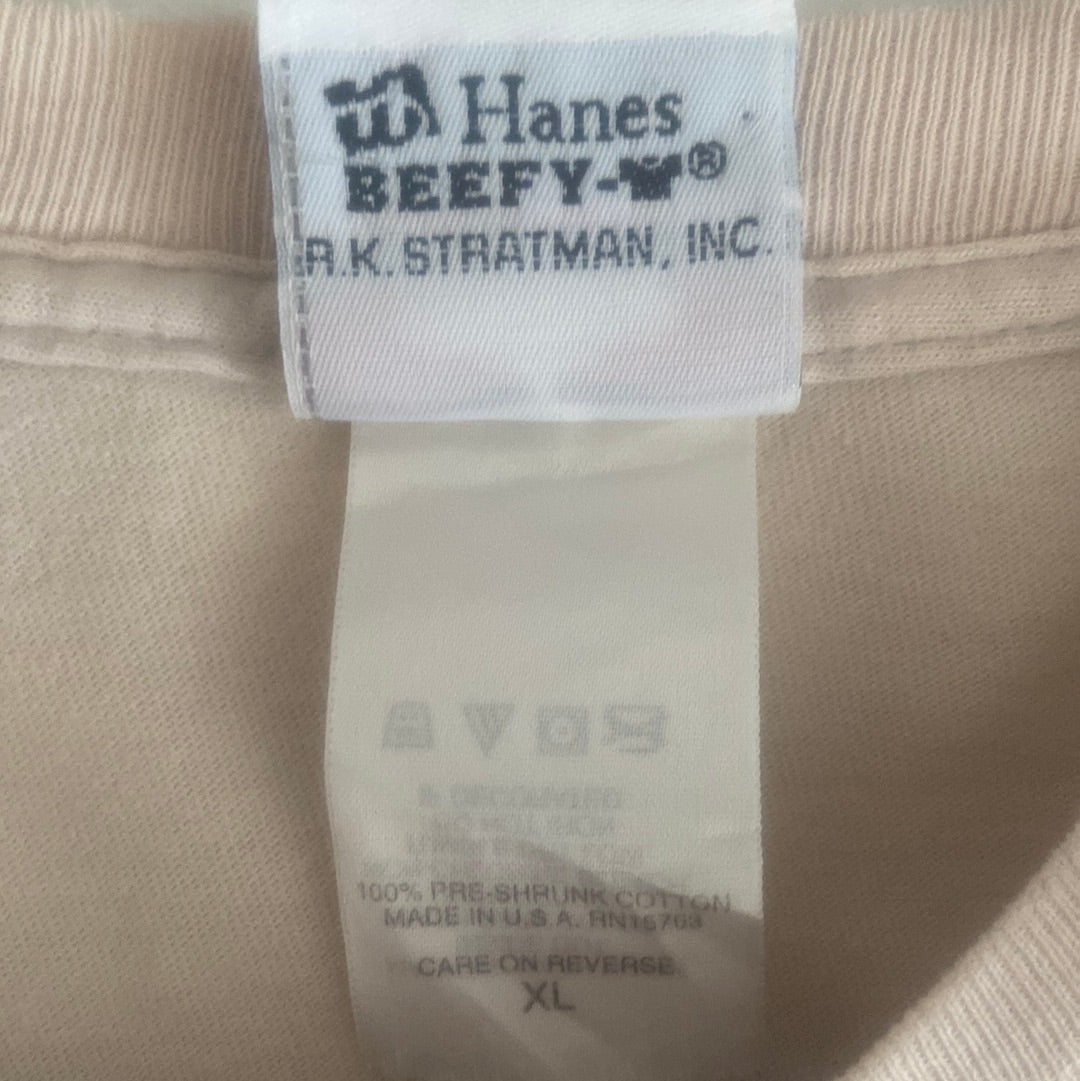 Hanes
BEEFY-®
R.K. STRATMAN, INC.
100% PRE-SHRUNK COTTON
MADE IN U.S.A. RN15763
CARE ON REVERSE
XL